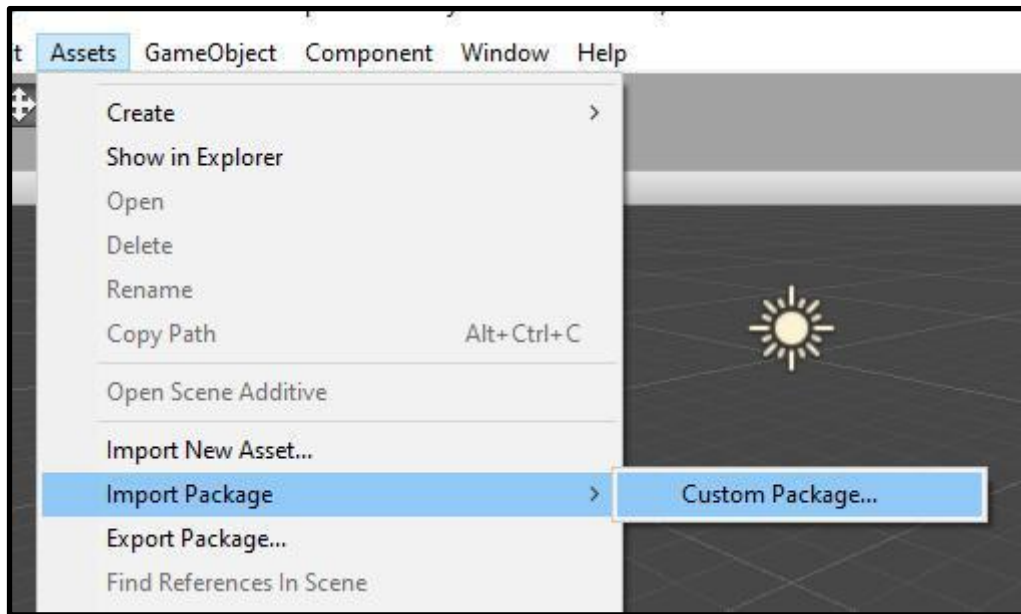 t Assets GameObject Component Window Help
Create
Show in Explorer
Open
Delete
Rename
Copy Path Alt+Ctrl+C
Open Scene Additive
Import New Asset...
Import Package Custom Package...
Export Package...
Find References In Scene